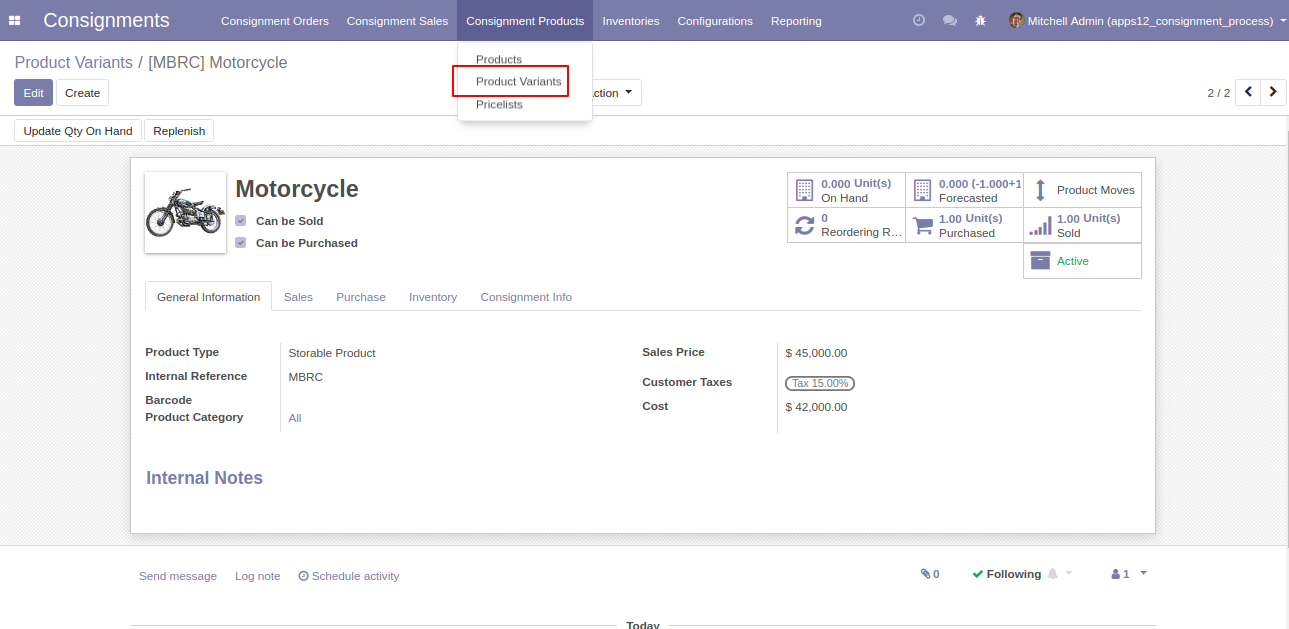 Consignments Consignment Orders Consignment Sales Consignment Products Inventories Configurations Reporting Mitchell Admin (apps12_consignment_process)
Products
Product Variants
Pricelists
Product Variants / [MBRC] Motorcycle
Edit Create ction 2 / 2
Update Qty On Hand Replenish
Motorcycle
Can be Sold
Can be Purchased
0.000 Unit(s)
On Hand
0.000 (-1.000+1
Forecasted
Product Moves
0
Reordering R...
1.00 Unit(s)
Purchased
1.00 Unit(s)
Sold
Active
General Information Sales Purchase Inventory Consignment Info
Product Type Storable Product
Internal Reference MBRC
Barcode
Product Category All
Sales Price $ 45,000.00
Customer Taxes Tax 15.00%
Cost $ 42,000.00
Internal Notes
Send message Log note Schedule activity 0 Following 1
Today